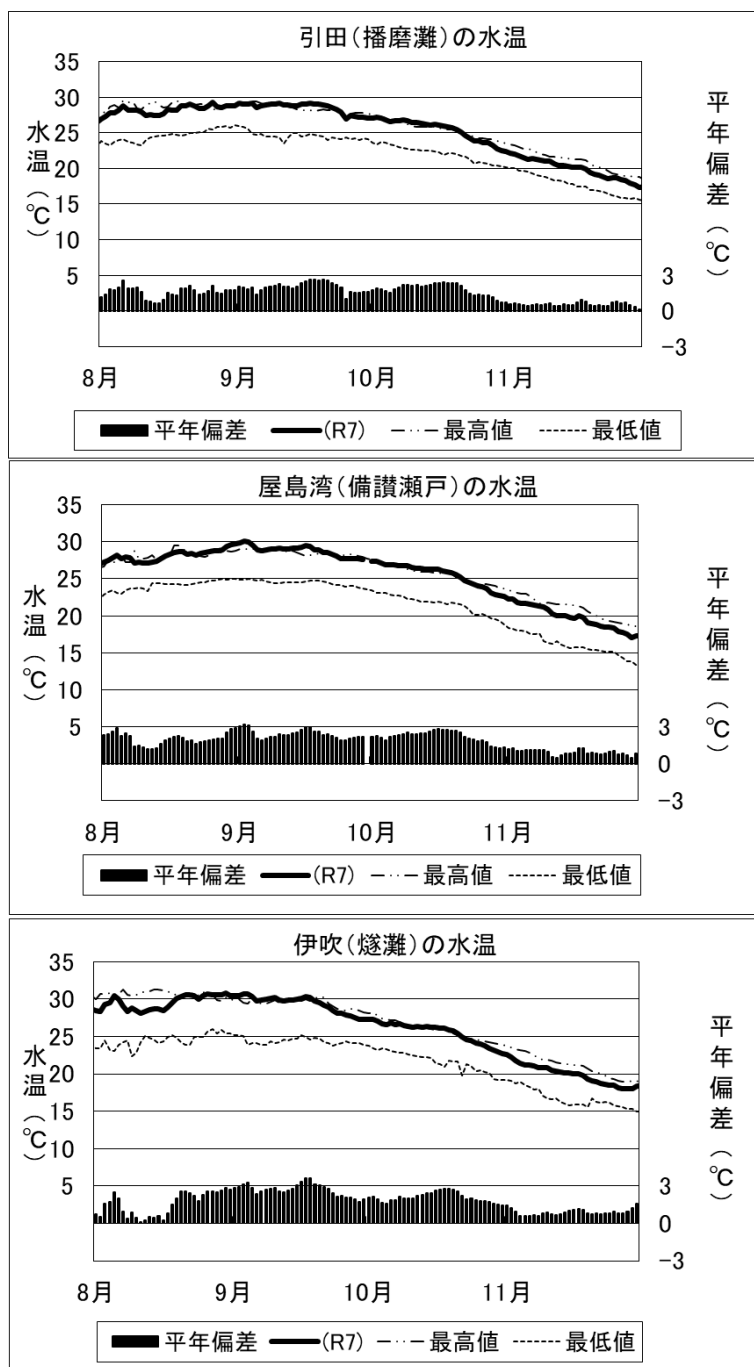 引田(播磨灘)の水温
35
30
25
20
15
10
5
水温(℃)
平年偏差(℃)
3
0
-3
8月 9月 10月 11月
平年偏差 (R7) 最高値 最低値
屋島湾(備讃瀬戸)の水温
35
30
25
20
15
10
5
水温(℃)
平年偏差(℃)
3
0
-3
8月 9月 10月 11月
平年偏差 (R7) 最高値 最低値
伊吹(燧灘)の水温
35
30
25
20
15
10
5
水温(℃)
平年偏差(℃)
3
0
-3
8月 9月 10月 11月
平年偏差 (R7) 最高値 最低値